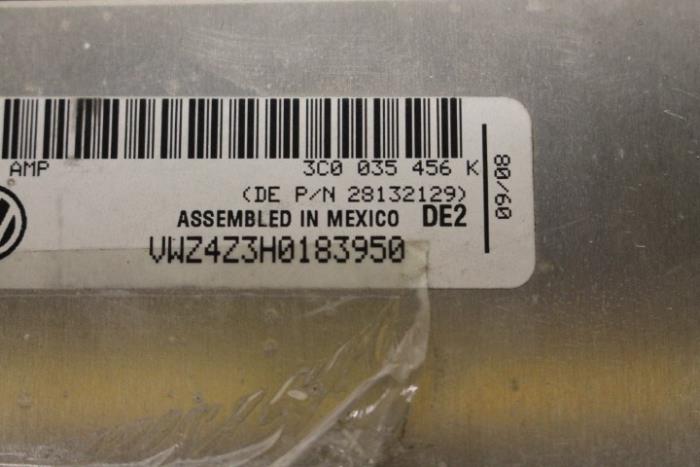 AMP 3C0 035 456 K
(DE P/N 28132129)
ASSEMBLED IN MEXICO DE2
VWZ4Z3H0183950
09/08